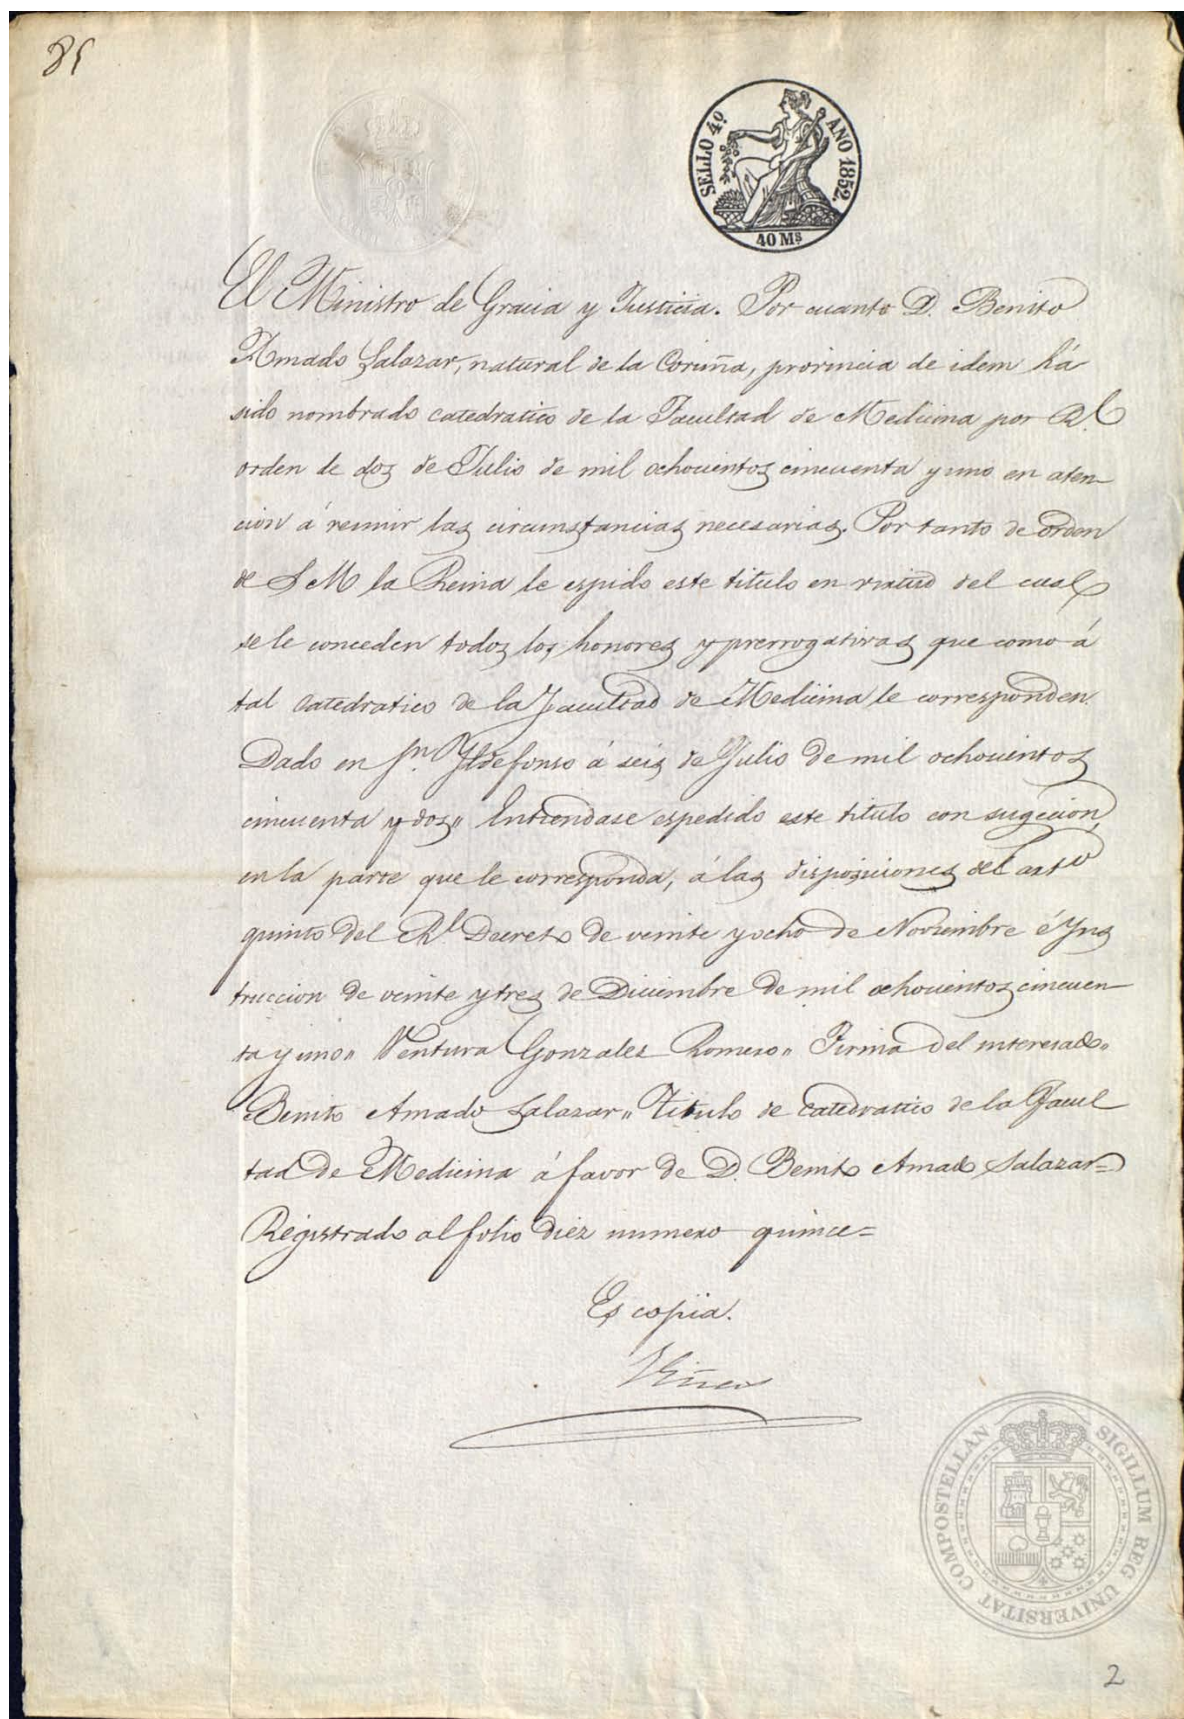 85
SELLO 4º. AÑO 1852.
40 Ms
El Ministro de Gracia y Justicia. Por cuanto D. Benito
Amado Salazar, natural de la Coruña, provincia de idem há
sido nombrado catedratico de la Facultad de Medicina por Rl.
orden de dos de Julio de mil ochocientos cincuenta y uno en aten-
cion á reunir las circunstancias necesarias. Por tanto de orden
de S M la Reina le espido este titulo en virtud del cual
se le conceden todos los honores y prerrogativas que como á
tal catedratico de la Facultad de Medicina le corresponden.
Dado en Sn. Yldefonso á seis de Julio de mil ochocientos
cincuenta y dos,, Entiendase espedido este titulo con sugecion,
en la parte que le corresponda, á las disposiciones del arto
quinto del Rl. Decreto de veinte y ocho de Noviembre é Yns
truccion de veinte y tres de Diciembre de mil ochocientos cincuen-
ta y uno,, Ventura Gonzales Romero,, Firma del interesado,,
Benito Amado Salazar,, Titulo de Catedratico de la Facul
tad de Medicina á favor de D. Benito Amado Salazar=
Registrado al folio diez numero quince=
Es copia.
SIGILLUM REG UNIVERSITAT COMPOSTELLAN
2